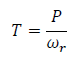 T = P / ω_r